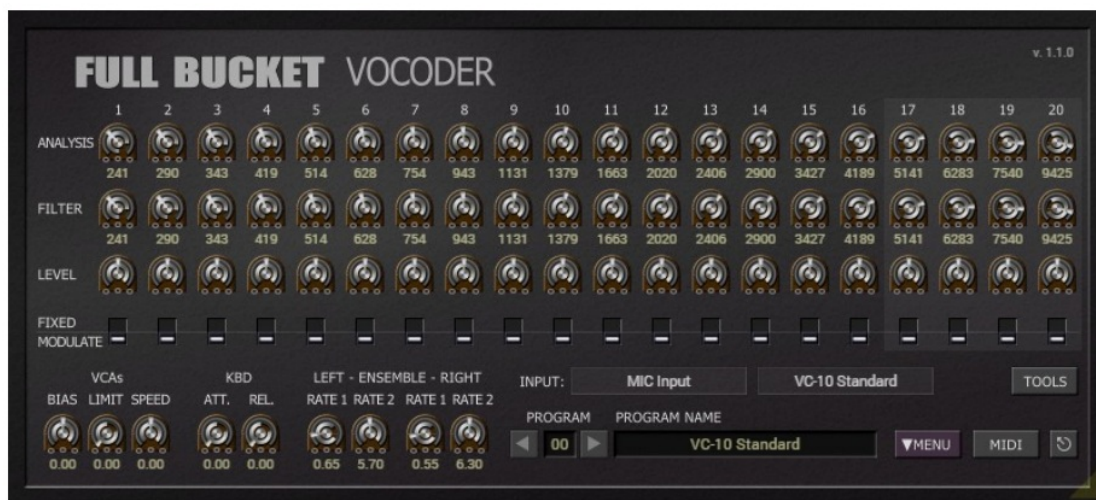 v. 1.1.0
FULL BUCKET VOCODER
1 2 3 4 5 6 7 8 9 10 11 12 13 14 15 16 17 18 19 20
ANALYSIS
241 290 343 419 514 628 754 943 1131 1379 1663 2020 2406 2900 3427 4189 5141 6283 7540 9425
FILTER
241 290 343 419 514 628 754 943 1131 1379 1663 2020 2406 2900 3427 4189 5141 6283 7540 9425
LEVEL
FIXED
MODULATE
VCAs KBD LEFT - ENSEMBLE - RIGHT INPUT: MIC Input VC-10 Standard TOOLS
BIAS LIMIT SPEED ATT. REL. RATE 1 RATE 2 RATE 1 RATE 2
PROGRAM PROGRAM NAME
00 VC-10 Standard ▼MENU MIDI
0.00 0.00 0.00 0.00 0.00 0.65 5.70 0.55 6.30